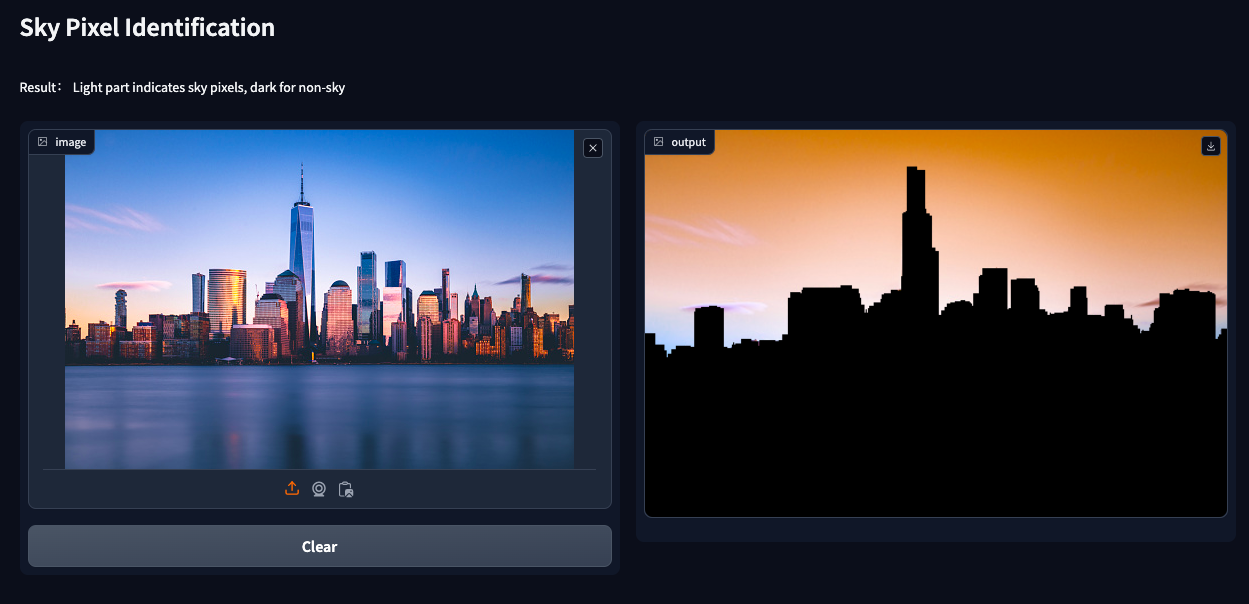 Sky Pixel Identification
Result： Light part indicates sky pixels, dark for non-sky
image
output
Clear